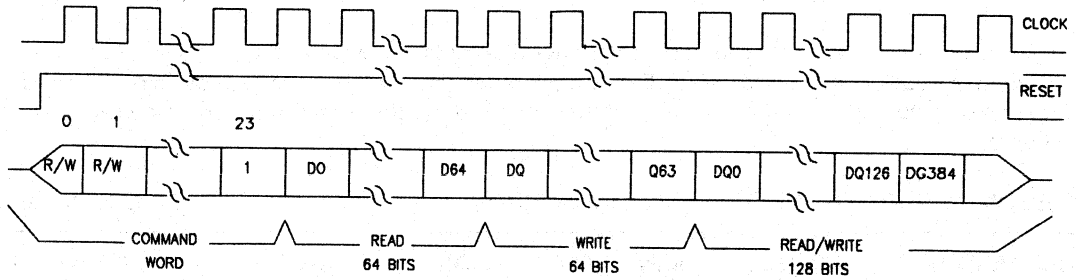 CLOCK
RESET
0 1 23
R/W R/W 1 D0 D64 DQ Q63 DQ0 DQ126 DG384
COMMAND WORD
READ 64 BITS
WRITE 64 BITS
READ/WRITE 128 BITS